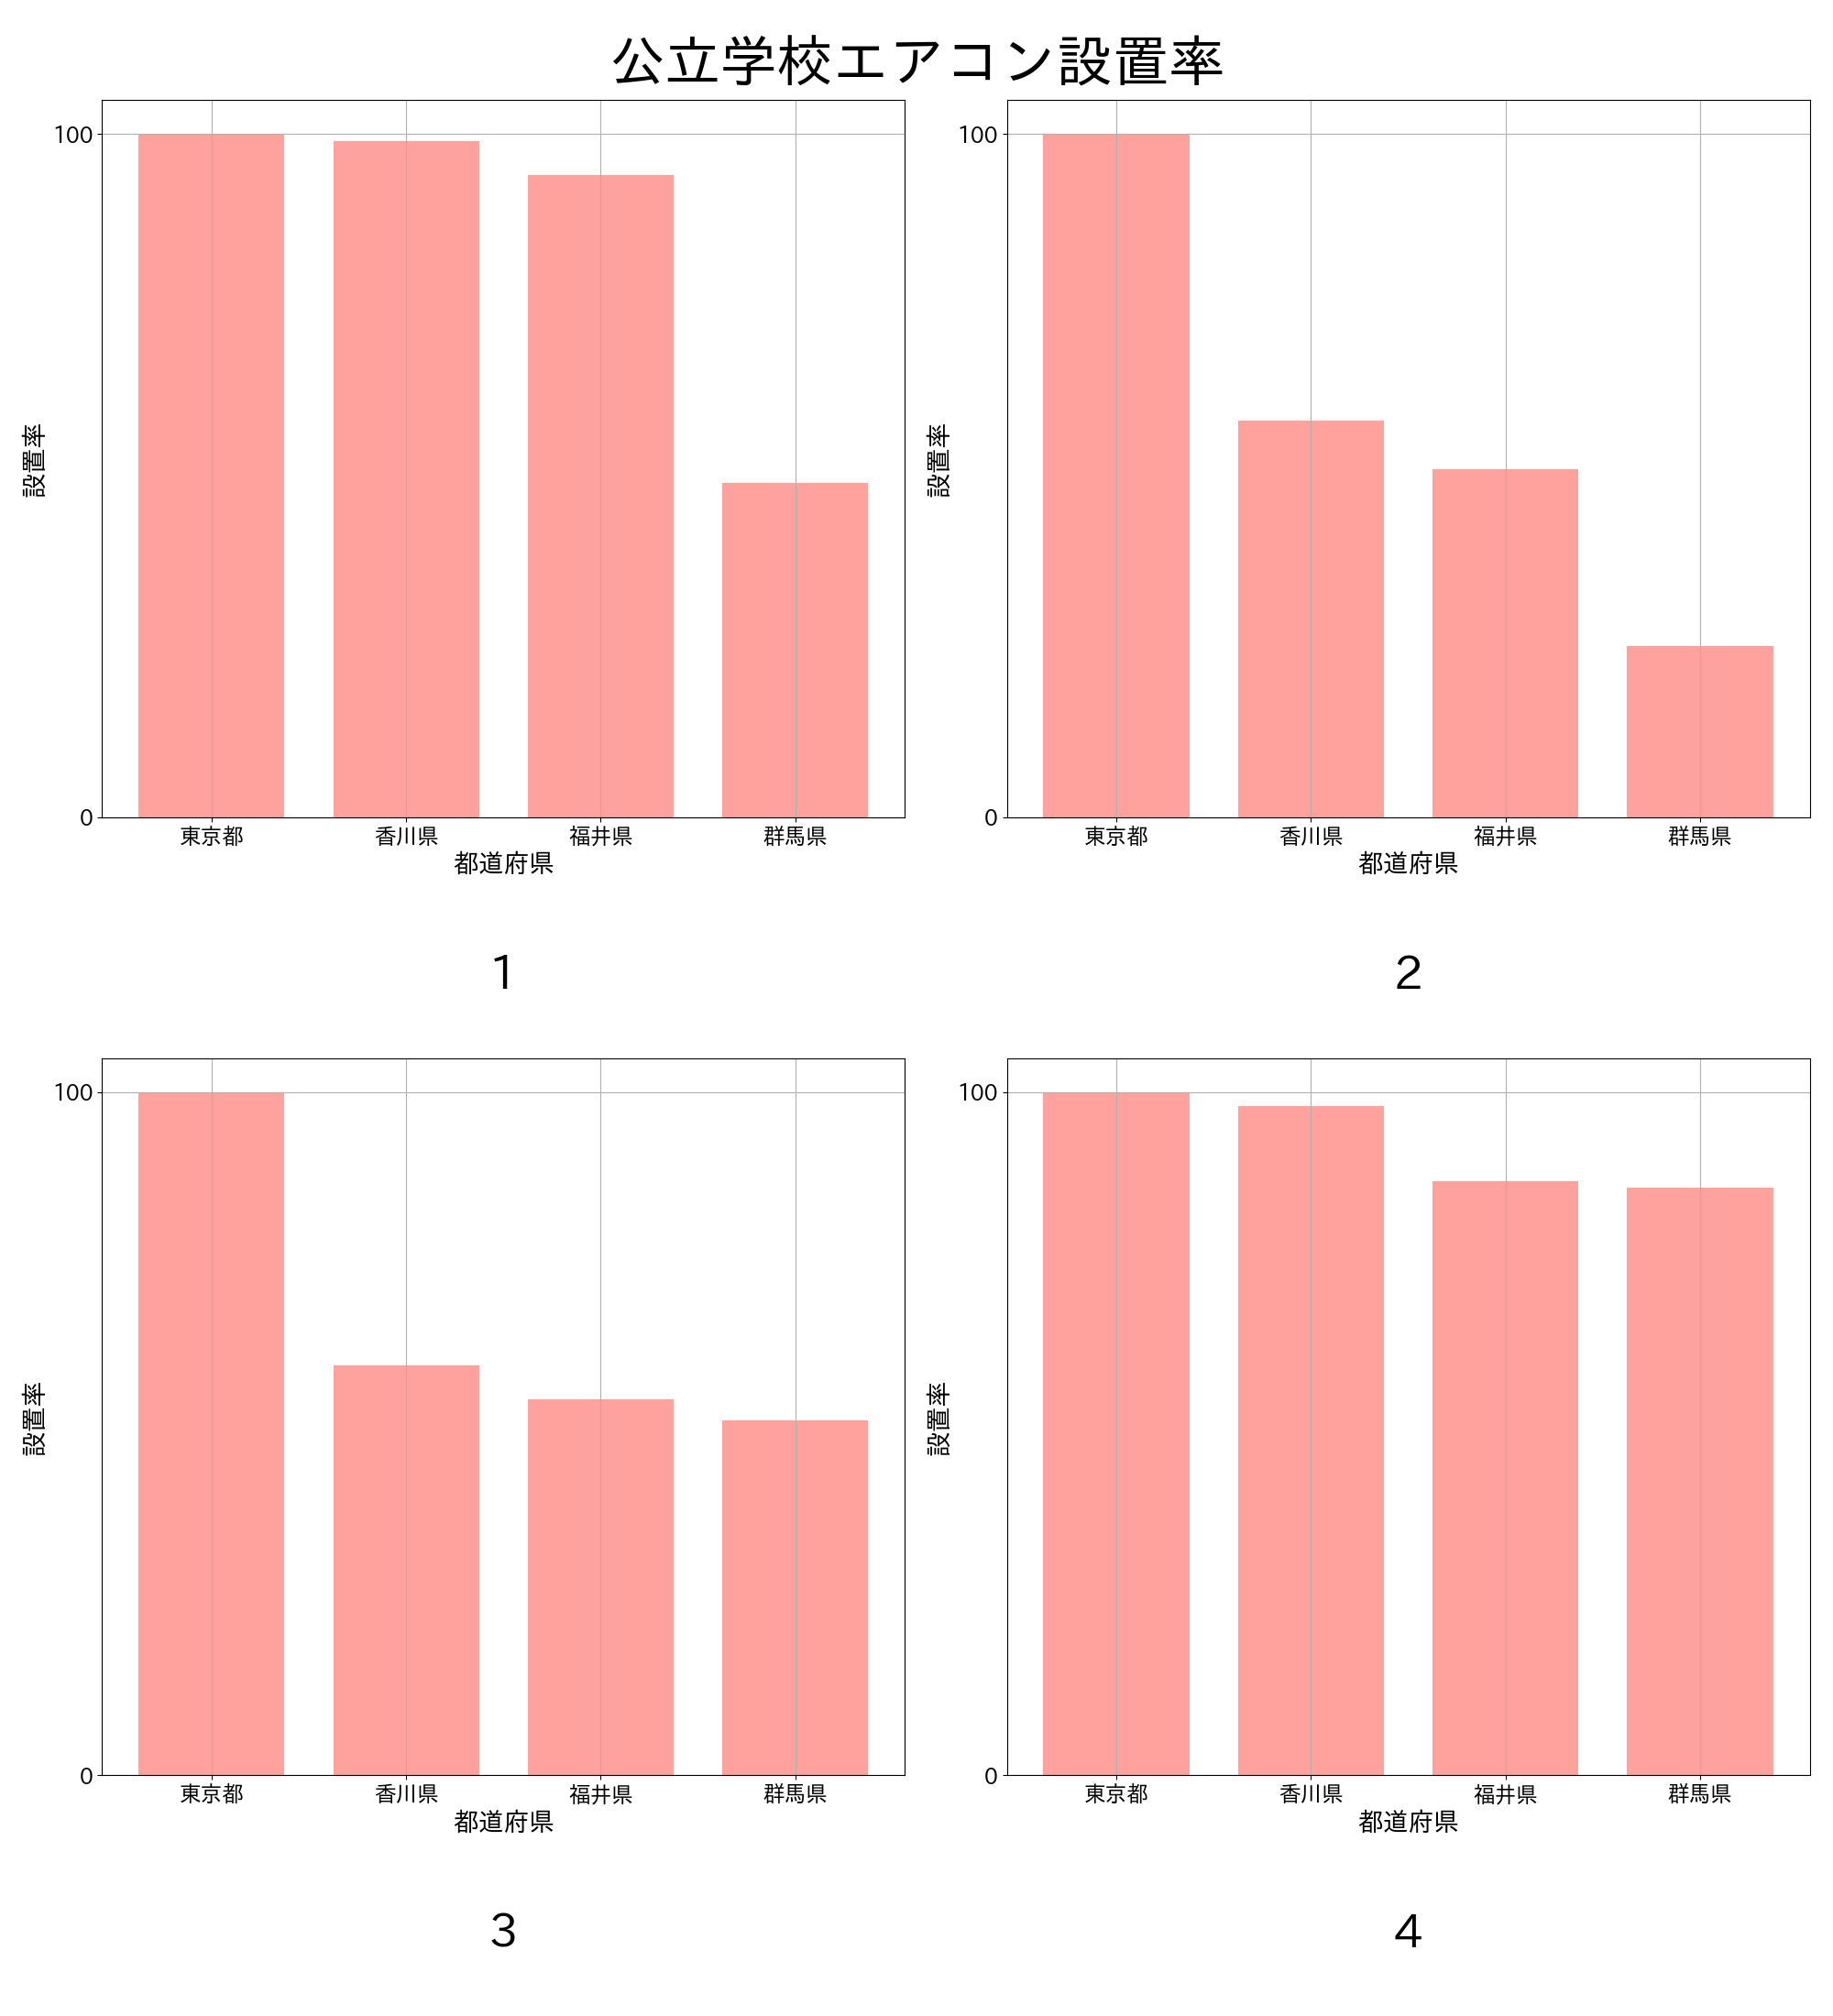 公立学校エアコン設置率
100
0
設置率
東京都 香川県 福井県 群馬県
都道府県
1
100
0
設置率
東京都 香川県 福井県 群馬県
都道府県
2
100
0
設置率
東京都 香川県 福井県 群馬県
都道府県
3
100
0
設置率
東京都 香川県 福井県 群馬県
都道府県
4